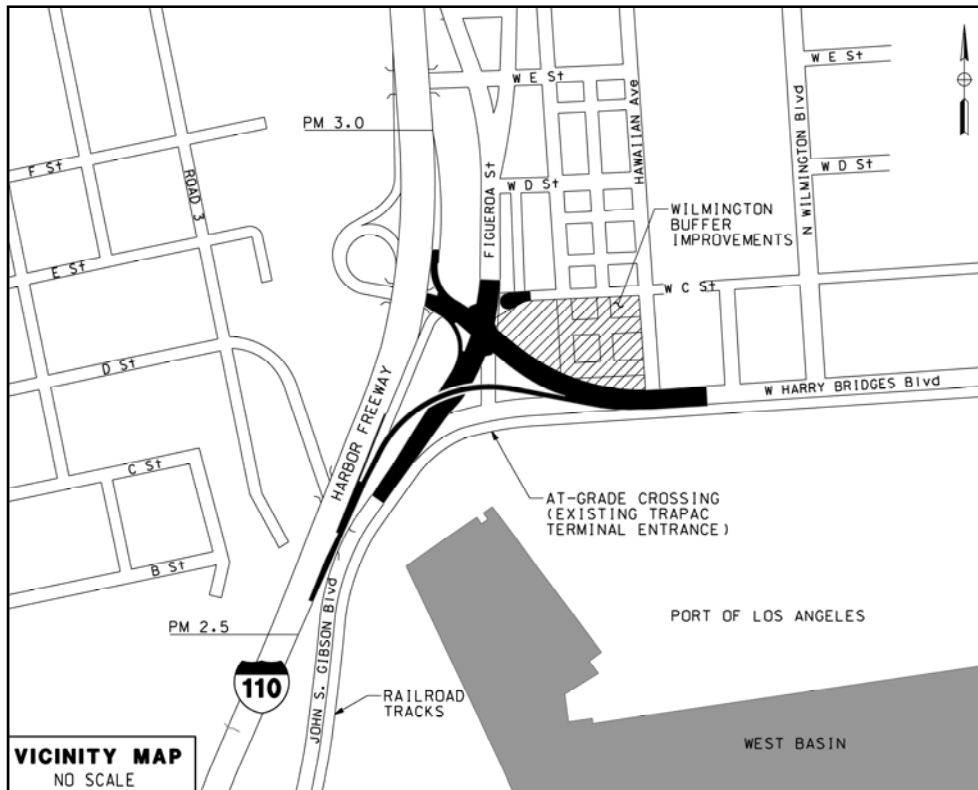 W E St
W E St
PM 3.0
HAWAIIAN Ave
N WILMINGTON Blvd
F St
ROAD 3
W D St
W D St
FIGUEROA St
WILMINGTON
BUFFER
IMPROVEMENTS
E St
W C St
D St
HARBOR FREEWAY
W HARRY BRIDGES Blvd
C St
AT-GRADE CROSSING
(EXISTING TRAPAC
TERMINAL ENTRANCE)
B St
PORT OF LOS ANGELES
PM 2.5
JOHN S. GIBSON Blvd
110
RAILROAD
TRACKS
WEST BASIN
VICINITY MAP
NO SCALE